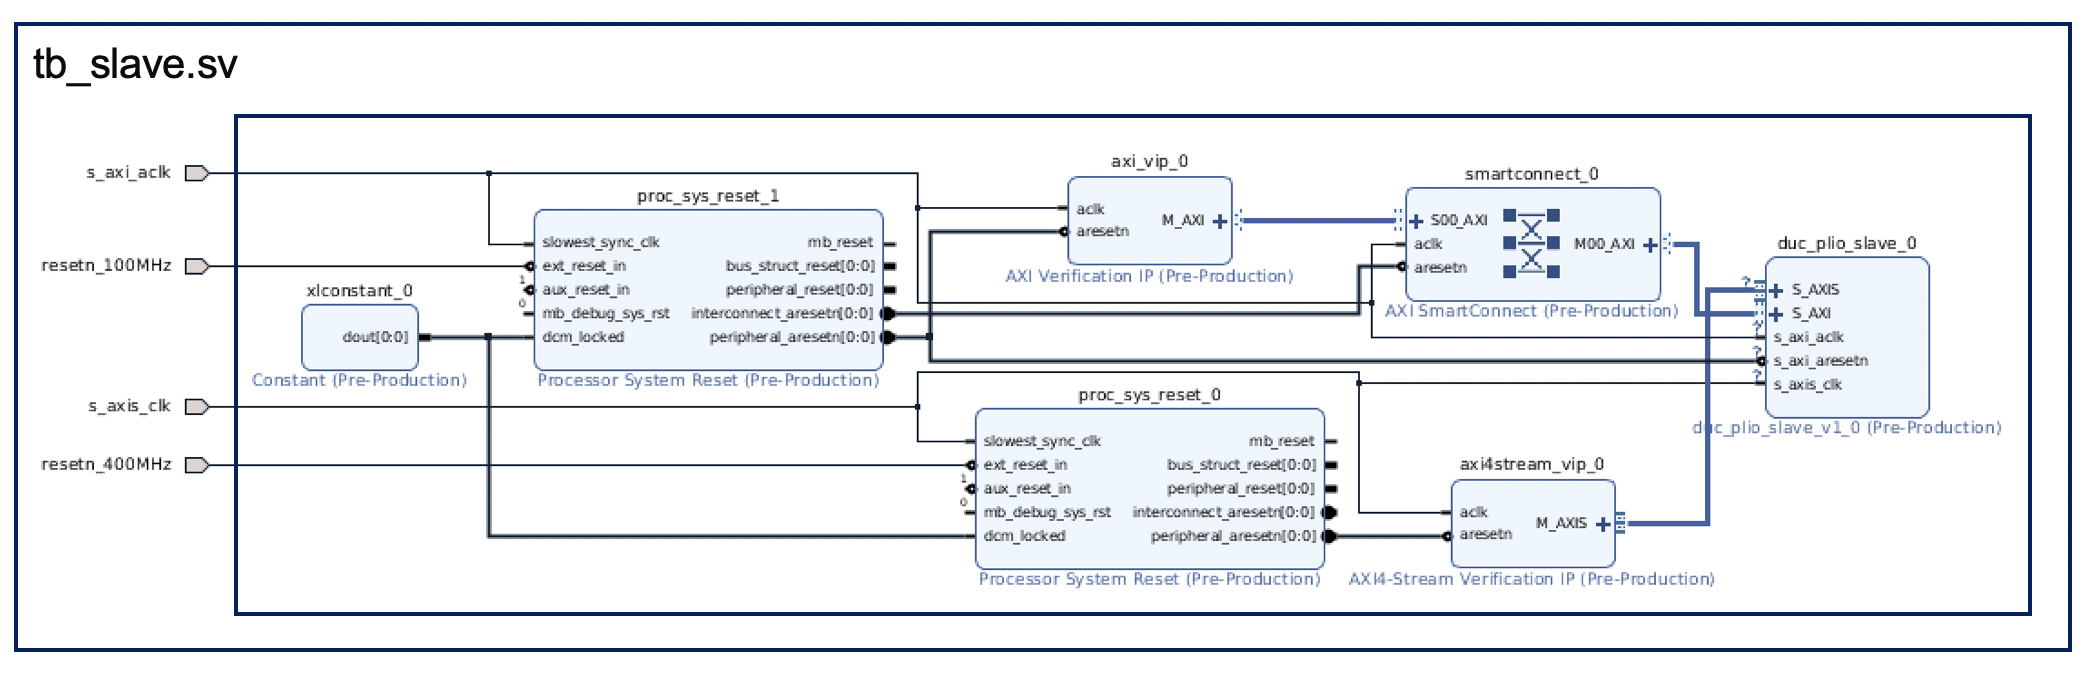 tb_slave.sv
s_axi_aclk
resetn_100MHz
s_axis_clk
resetn_400MHz
xlconstant_0
dout[0:0]
Constant (Pre-Production)
proc_sys_reset_1
slowest_sync_clk
ext_reset_in
1
aux_reset_in
0
mb_debug_sys_rst
dcm_locked
mb_reset
bus_struct_reset[0:0]
peripheral_reset[0:0]
interconnect_aresetn[0:0]
peripheral_aresetn[0:0]
Processor System Reset (Pre-Production)
axi_vip_0
aclk
aresetn
M_AXI
AXI Verification IP (Pre-Production)
smartconnect_0
S00_AXI
aclk
aresetn
M00_AXI
AXI SmartConnect (Pre-Production)
duc_plio_slave_0
?
S_AXIS
S_AXI
?
s_axi_aclk
?
s_axi_aresetn
?
s_axis_clk
duc_plio_slave_v1_0 (Pre-Production)
proc_sys_reset_0
slowest_sync_clk
ext_reset_in
1
aux_reset_in
0
mb_debug_sys_rst
dcm_locked
mb_reset
bus_struct_reset[0:0]
peripheral_reset[0:0]
interconnect_aresetn[0:0]
peripheral_aresetn[0:0]
Processor System Reset (Pre-Production)
axi4stream_vip_0
aclk
aresetn
M_AXIS
AXI4-Stream Verification IP (Pre-Production)